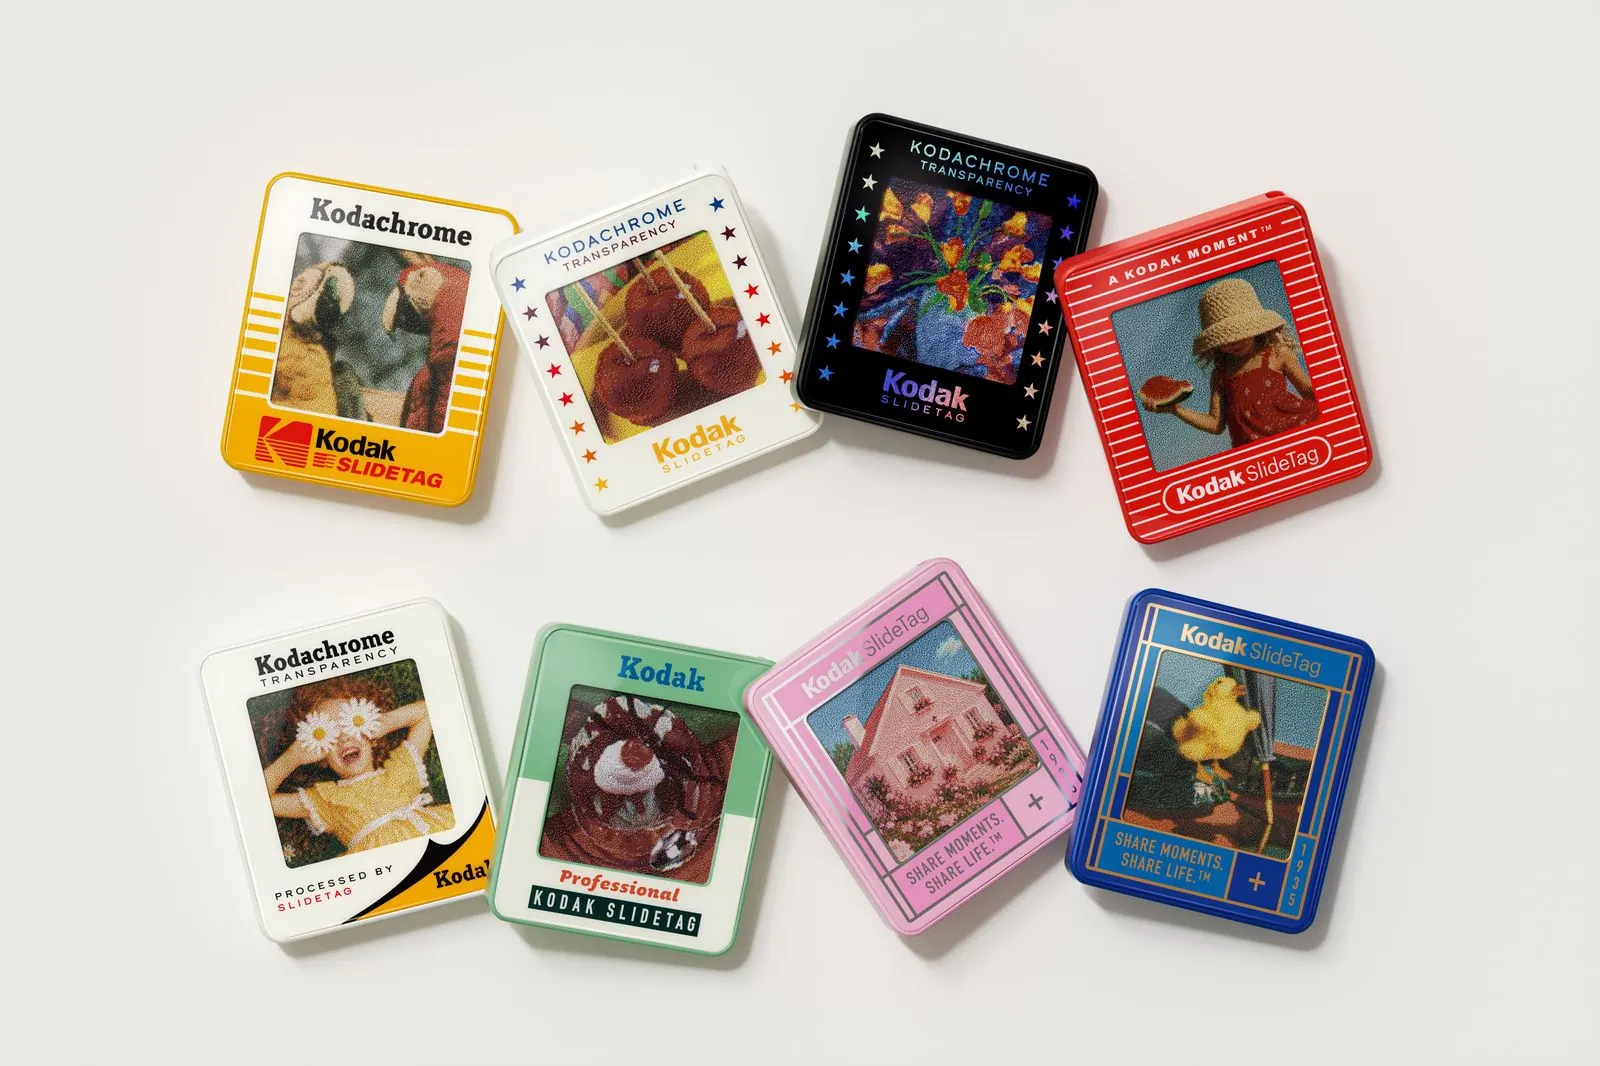 Kodachrome
Kodak
SLIDETAG
KODACHROME
TRANSPARENCY
Kodak
SLIDETAG
KODACHROME
TRANSPARENCY
Kodak
SLIDETAG
A KODAK MOMENT™
Kodak SlideTag
Kodachrome
TRANSPARENCY
PROCESSED BY
SLIDETAG
Kodak
Kodak
Professional
KODAK SLIDETAG
Kodak SlideTag
SHARE MOMENTS.
SHARE LIFE.™
+
Kodak SlideTag
SHARE MOMENTS.
SHARE LIFE.™
+
1935